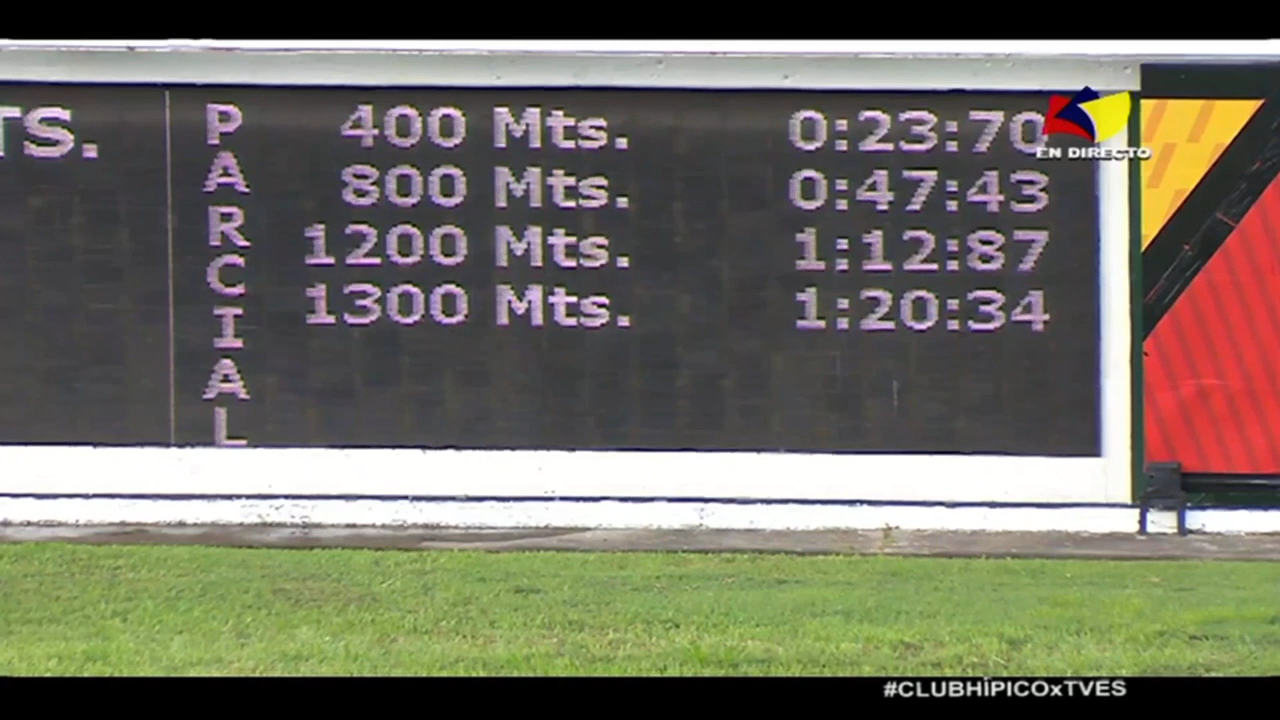 TS.
PARCIAL
400 Mts. 0:23:70
800 Mts. 0:47:43
1200 Mts. 1:12:87
1300 Mts. 1:20:34
EN DIRECTO
#CLUBHÍPICOxTVES